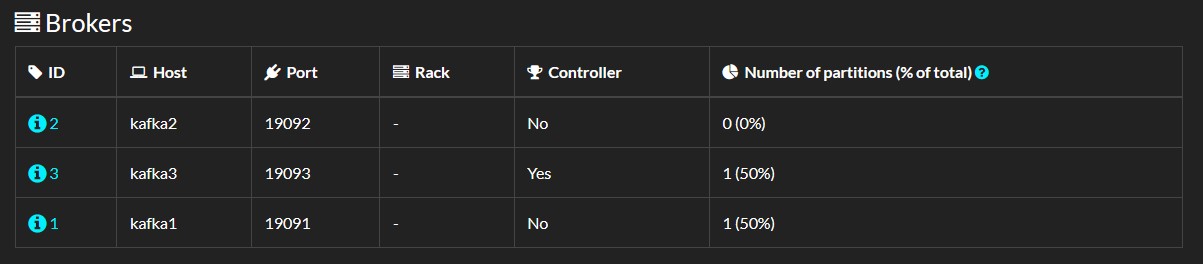 Brokers
ID Host Port Rack Controller Number of partitions (% of total)
2 kafka2 19092 - No 0 (0%)
3 kafka3 19093 - Yes 1 (50%)
1 kafka1 19091 - No 1 (50%)